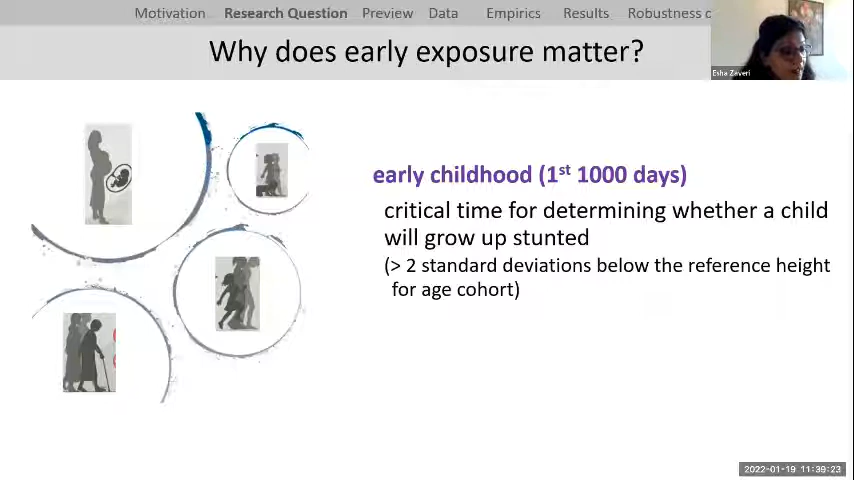 Motivation Research Question Preview Data Empirics Results Robustness c
Why does early exposure matter?
Esha Zaveri
early childhood (1st 1000 days)
critical time for determining whether a child
will grow up stunted
(> 2 standard deviations below the reference height
for age cohort)
2022-01-19 11:39:23